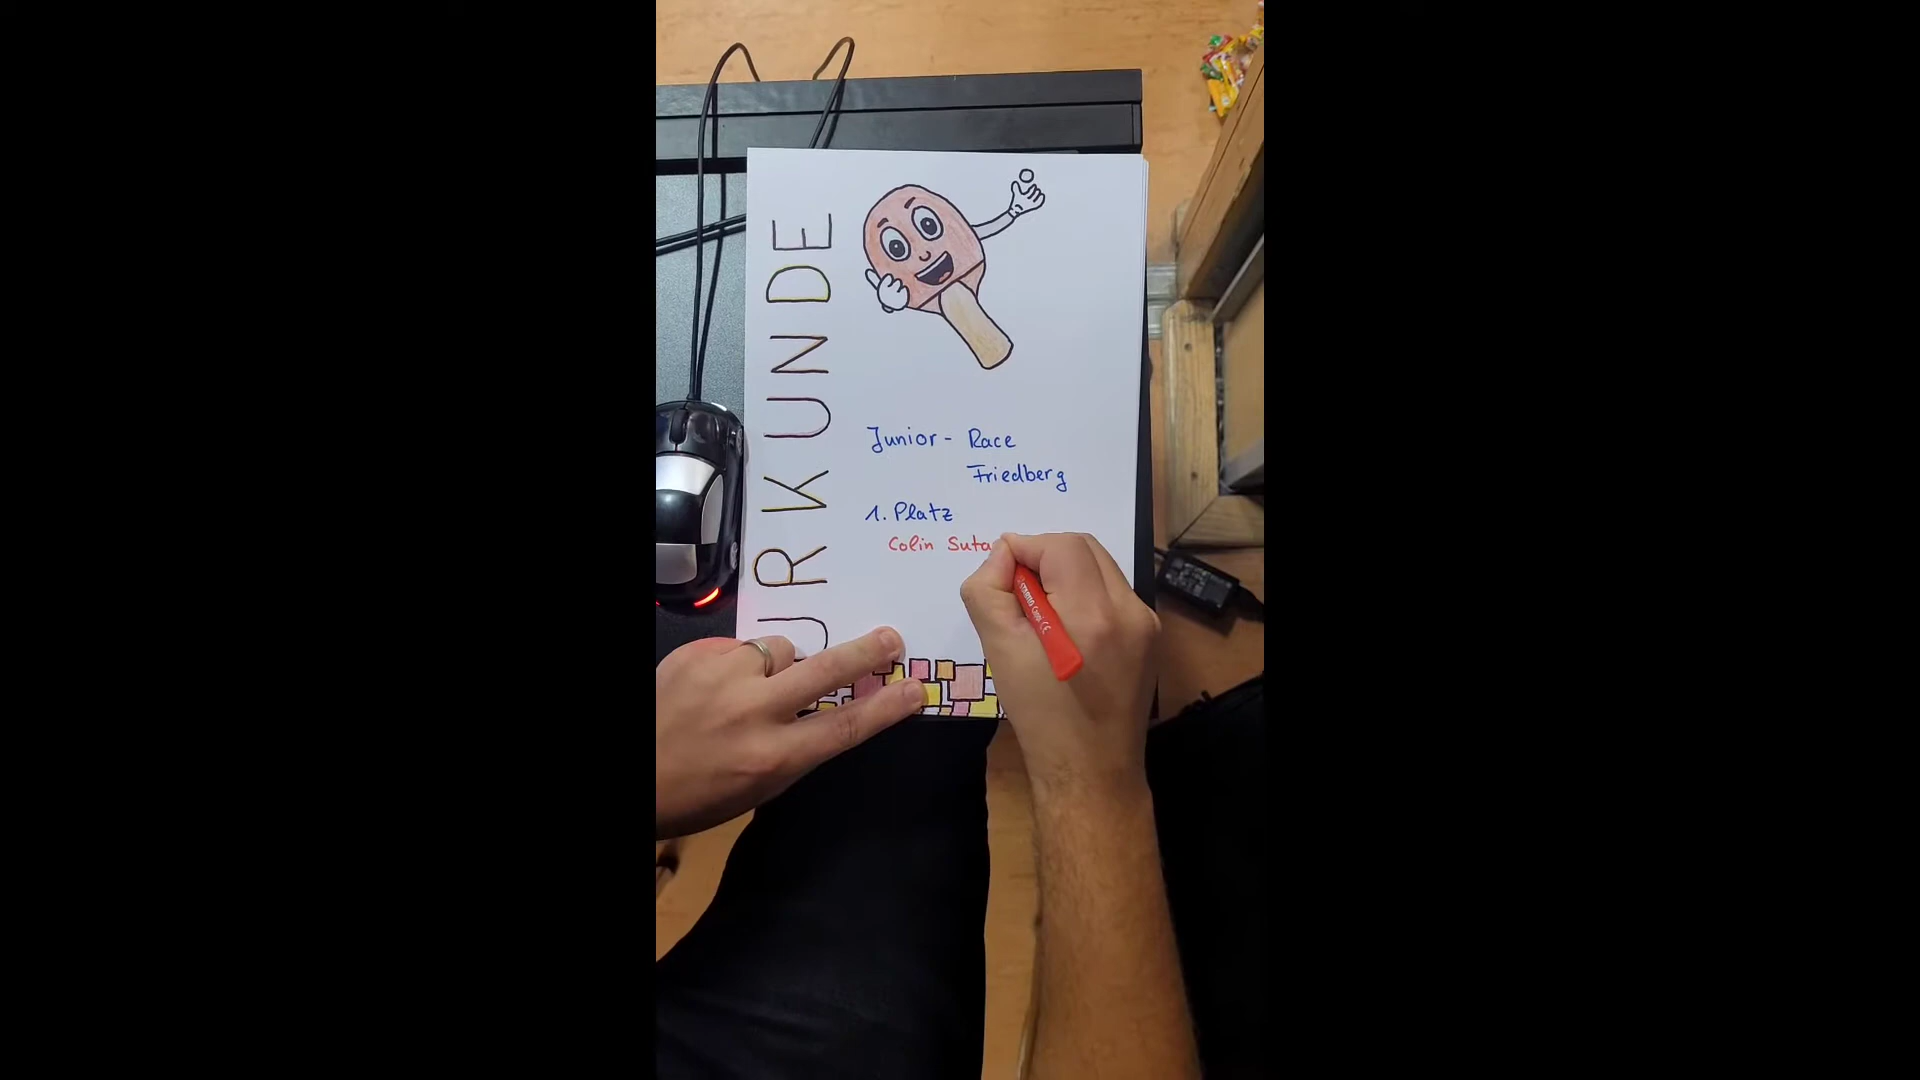 URKUNDE
Junior - Race
Friedberg
1. Platz
Colin Suta